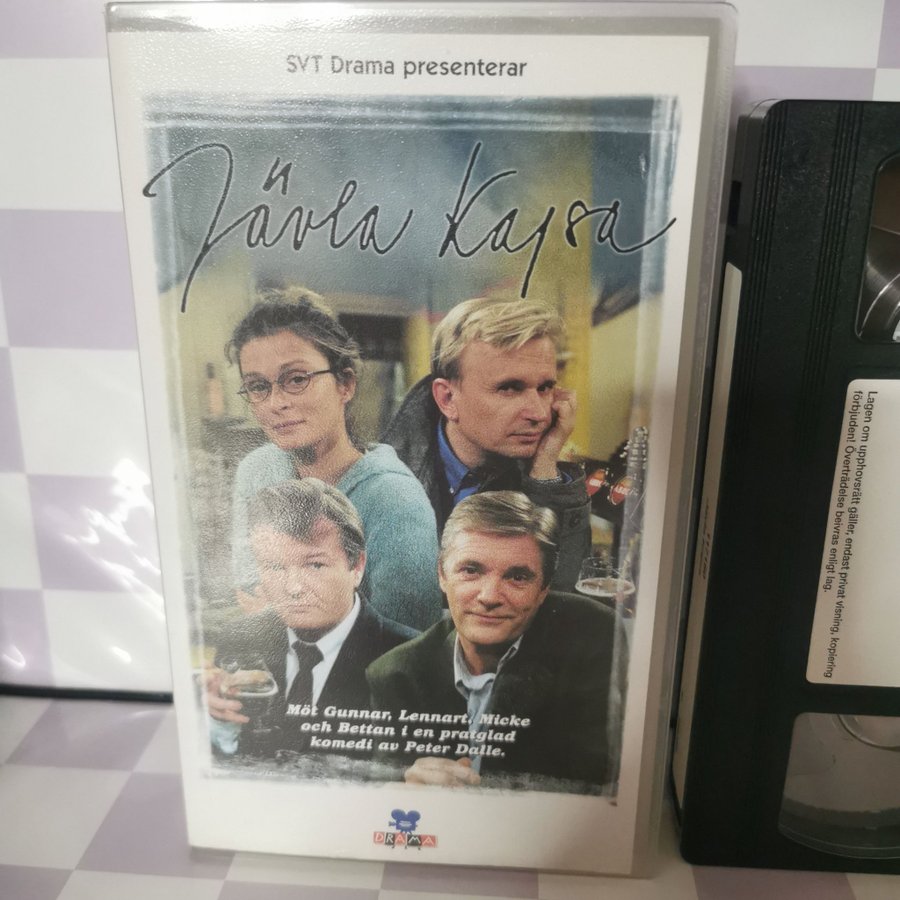 SVT Drama presenterar
Jävla Kajsa
Möt Gunnar, Lennart, Micke
och Bettan i en pratglad
komedi av Peter Dalle.
DRAMA
Lagen om upphovsrätt gäller, endast privat visning, kopiering
förbjuden! Överträdelse beivras enligt lag.